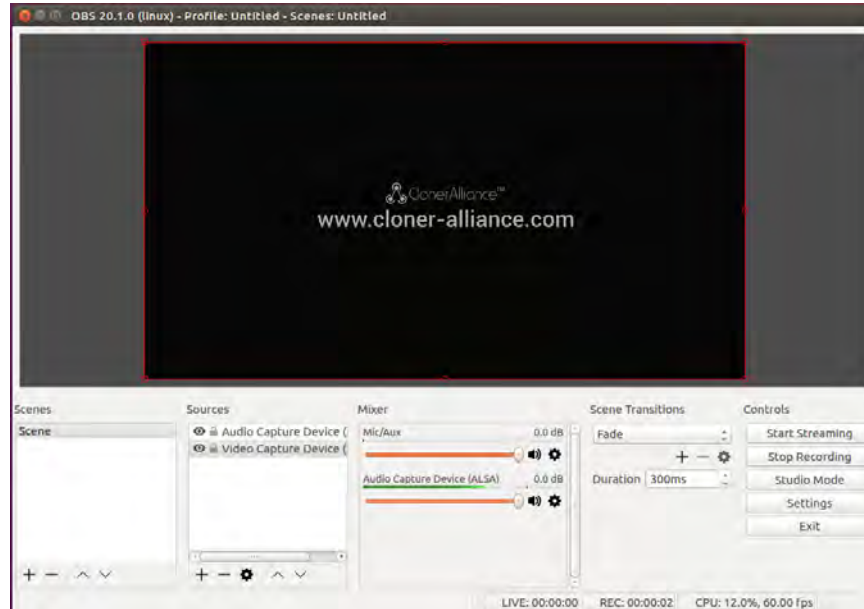 OBS 20.1.0 (linux) - Profile: Untitled - Scenes: Untitled
ClonerAlliance™
www.cloner-alliance.com
Scenes
Scene
Sources
Audio Capture Device (
Video Capture Device (
Mixer
Mic/Aux 0.0 dB
Audio Capture Device (ALSA) 0.0 dB
Scene Transitions
Fade
Duration 300ms
Controls
Start Streaming
Stop Recording
Studio Mode
Settings
Exit
LIVE: 00:00:00 REC: 00:00:02 CPU: 12.0%, 60.00 fps